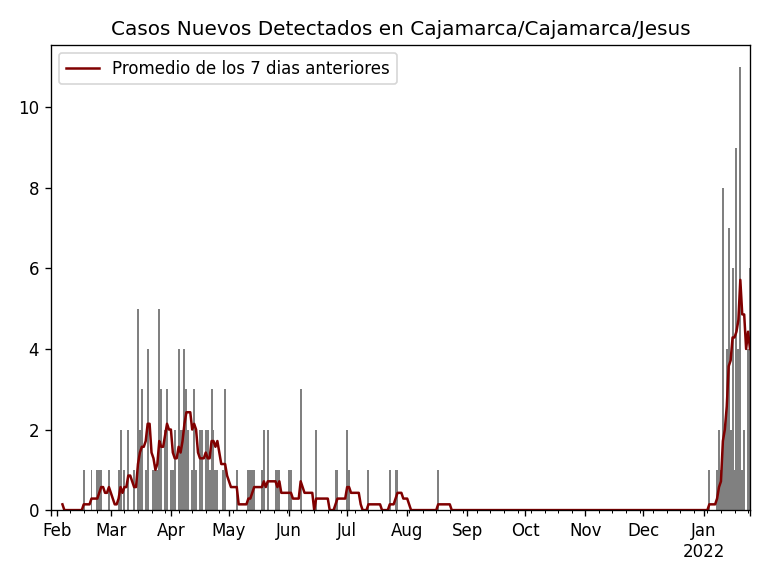 Casos Nuevos Detectados en Cajamarca/Cajamarca/Jesus
Promedio de los 7 dias anteriores
10
8
6
4
2
0
Feb Mar Apr May Jun Jul Aug Sep Oct Nov Dec Jan
2022